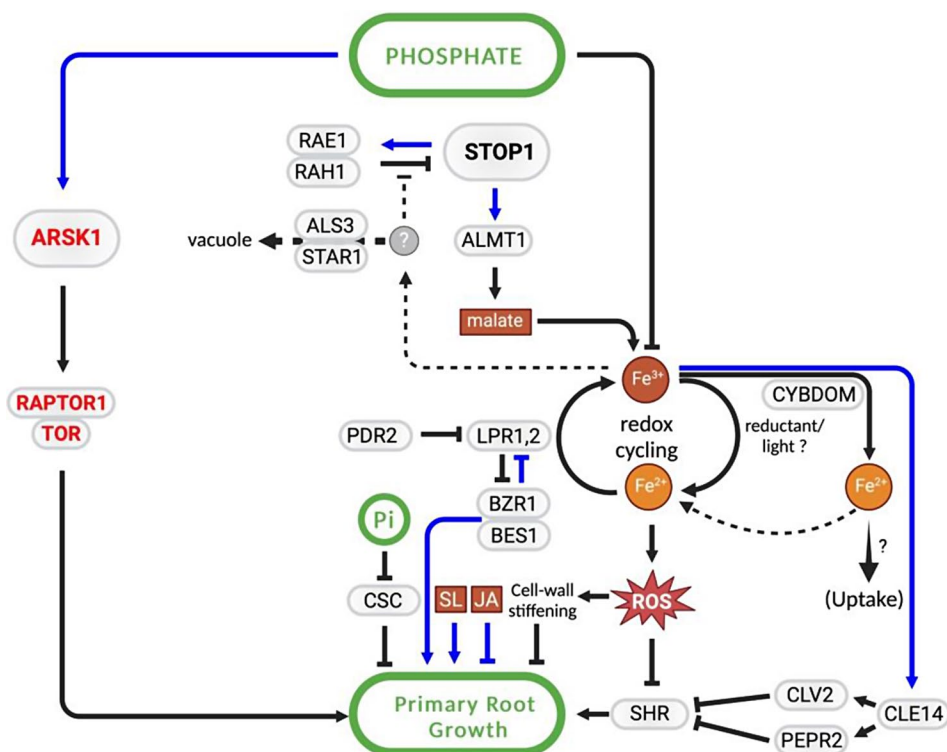 PHOSPHATE
RAE1
RAH1
STOP1
ARSK1
ALS3
STAR1
vacuole
?
ALMT1
malate
Fe3+
CYBDOM
RAPTOR1
TOR
PDR2
LPR1,2
redox
cycling
reductant/
light ?
Fe2+
Fe2+
BZR1
BES1
Pi
?
CSC
SL
JA
Cell-wall
stiffening
ROS
(Uptake)
Primary Root
Growth
SHR
CLV2
PEPR2
CLE14